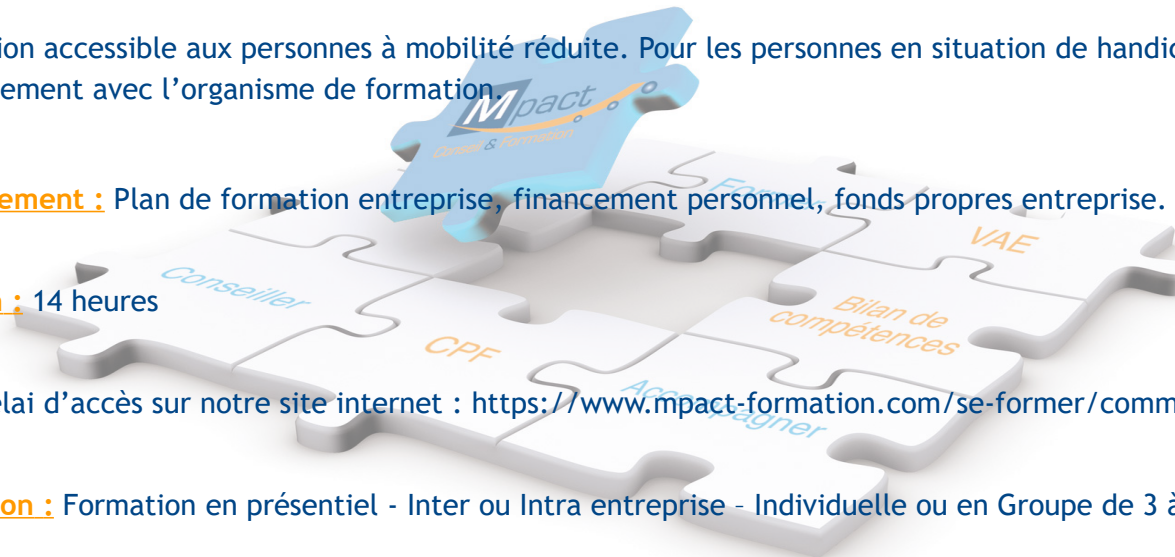 ion accessible aux personnes à mobilité réduite. Pour les personnes en situation de handic
ement avec l'organisme de formation.
Mpact
Conseil & Formation
ement : Plan de formation entreprise, financement personnel, fonds propres entreprise.
VAE
Conseiller
: 14 heures
Bilan de
compétences
CPF
Accompagner
élai d'accès sur notre site internet : https://www.mpact-formation.com/se-former/comm
on : Formation en présentiel - Inter ou Intra entreprise – Individuelle ou en Groupe de 3 à